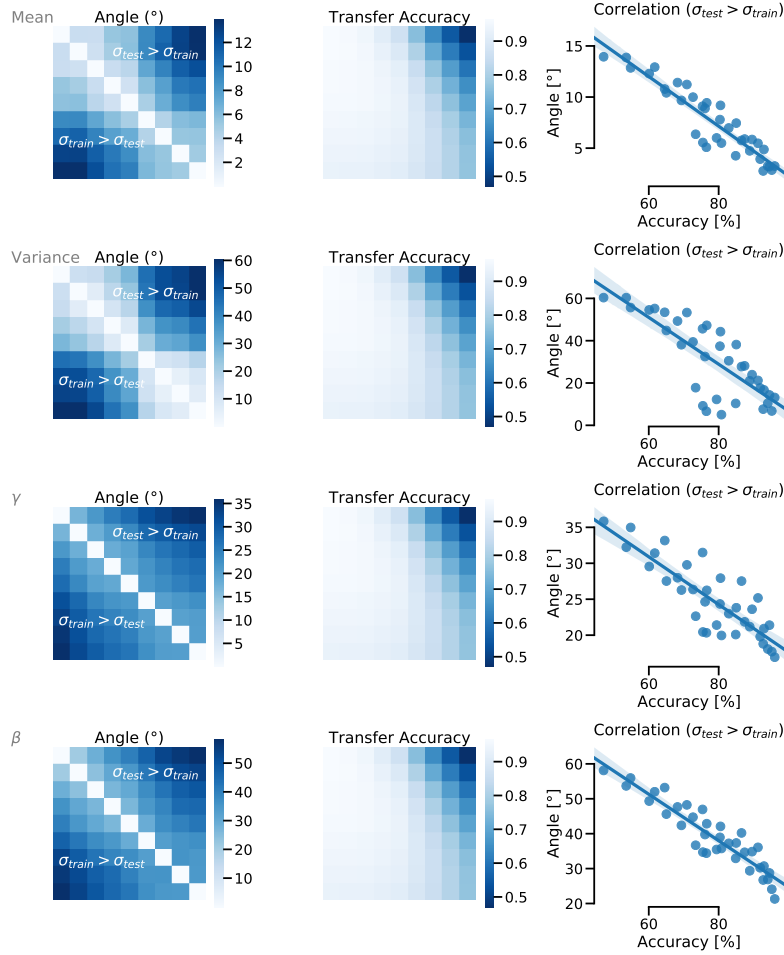 Mean
Angle (°)
σtest > σtrain
σtrain > σtest
12
10
8
6
4
2
Transfer Accuracy
0.9
0.8
0.7
0.6
0.5
Correlation (σtest > σtrain)
Angle [°]
15
10
5
60 80
Accuracy [%]
Variance
Angle (°)
σtest > σtrain
σtrain > σtest
60
50
40
30
20
10
Transfer Accuracy
0.9
0.8
0.7
0.6
0.5
Correlation (σtest > σtrain)
Angle [°]
60
40
20
0
60 80
Accuracy [%]
γ
Angle (°)
σtest > σtrain
σtrain > σtest
35
30
25
20
15
10
5
Transfer Accuracy
0.9
0.8
0.7
0.6
0.5
Correlation (σtest > σtrain)
Angle [°]
35
30
25
20
60 80
Accuracy [%]
β
Angle (°)
σtest > σtrain
σtrain > σtest
50
40
30
20
10
Transfer Accuracy
0.9
0.8
0.7
0.6
0.5
Correlation (σtest > σtrain)
Angle [°]
60
50
40
30
20
60 80
Accuracy [%]